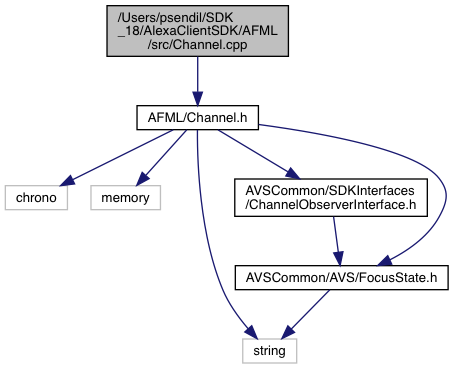 /Users/psendil/SDK
_18/AlexaClientSDK/AFML
/src/Channel.cpp
AFML/Channel.h
chrono
memory
AVSCommon/SDKInterfaces
/ChannelObserverInterface.h
AVSCommon/AVS/FocusState.h
string